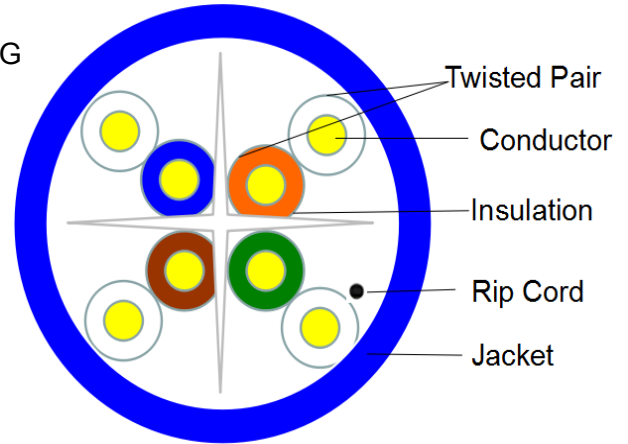 G
Twisted Pair
Conductor
Insulation
Rip Cord
Jacket